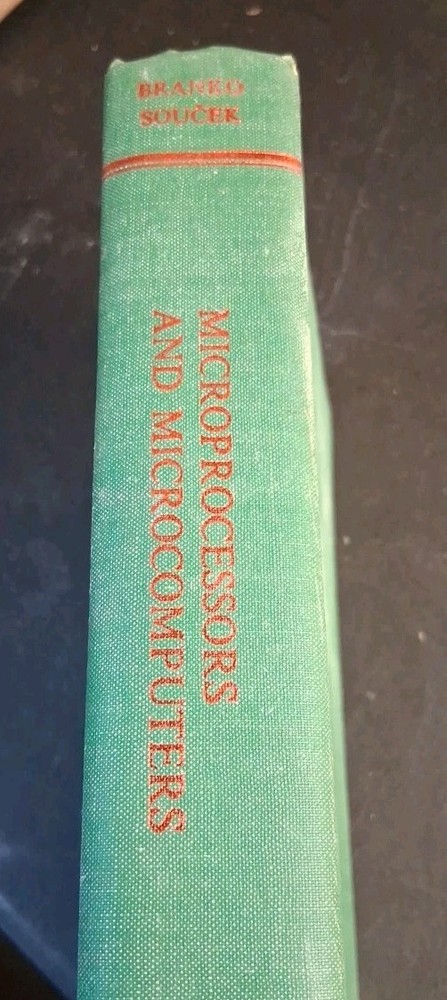 BRANKO
SOUČEK
MICROPROCESSORS
AND MICROCOMPUTERS